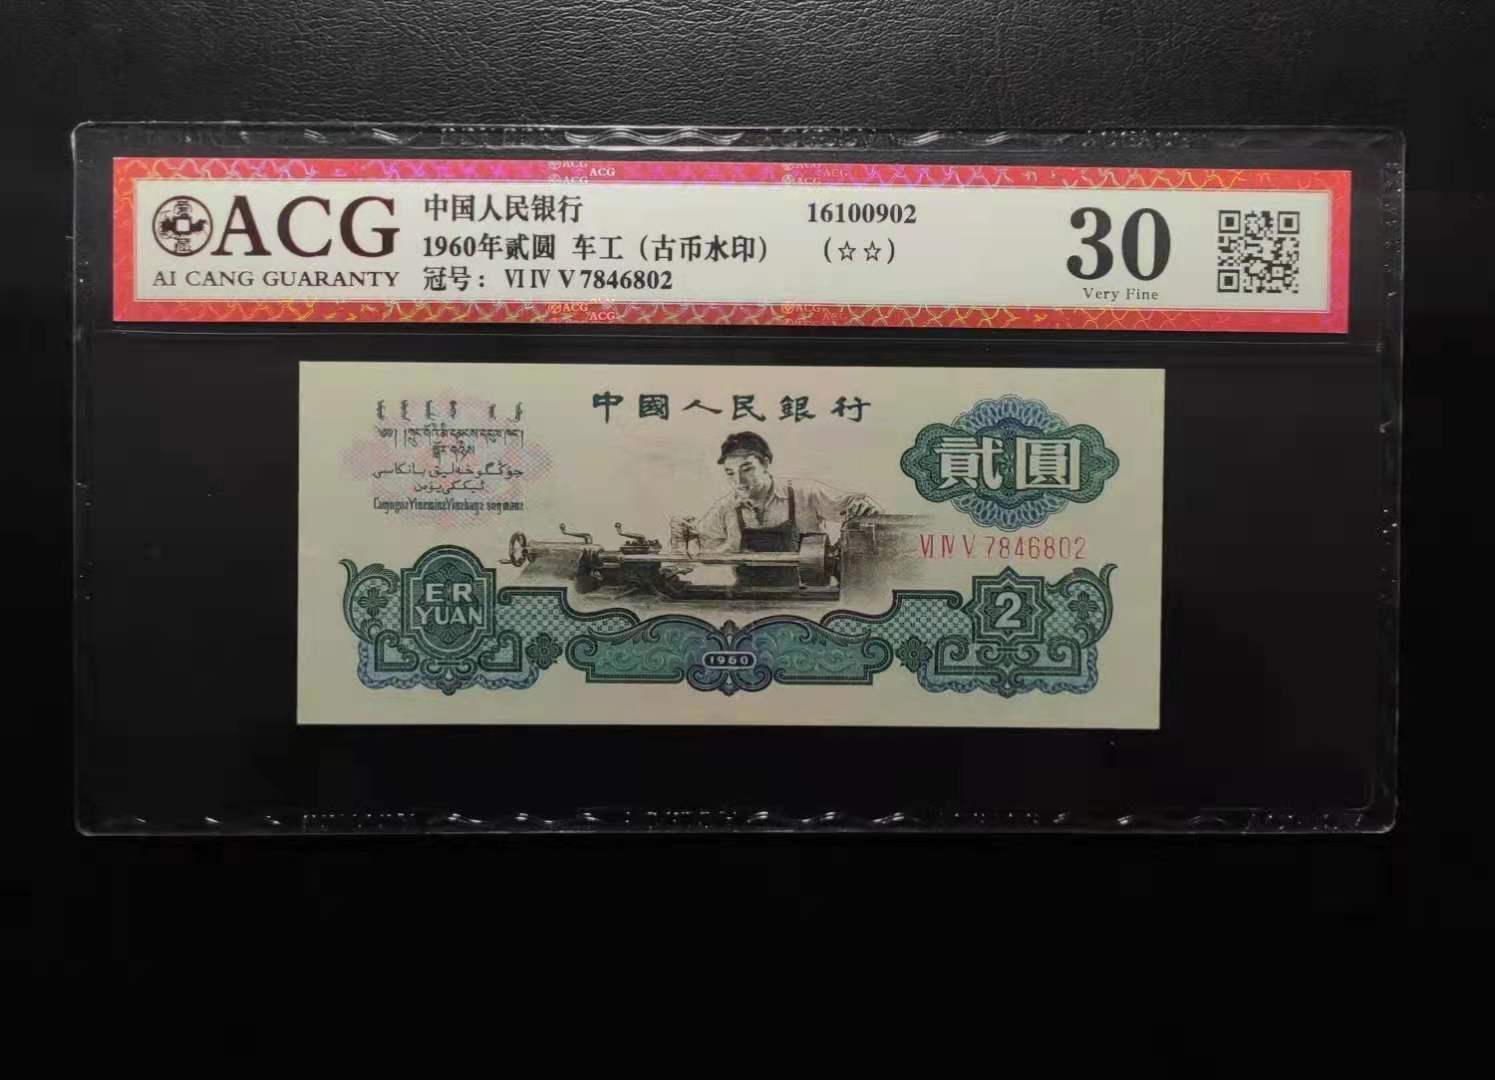 ACG
AI CANG GUARANTY
中国人民银行
1960年贰圆 车工（古币水印）
冠号：Ⅵ Ⅳ Ⅴ 7846802
16100902
（☆☆）
30
Very Fine
中國人民銀行
貳圓
Ⅵ Ⅳ Ⅴ 7846802
ER
YUAN
1960
2